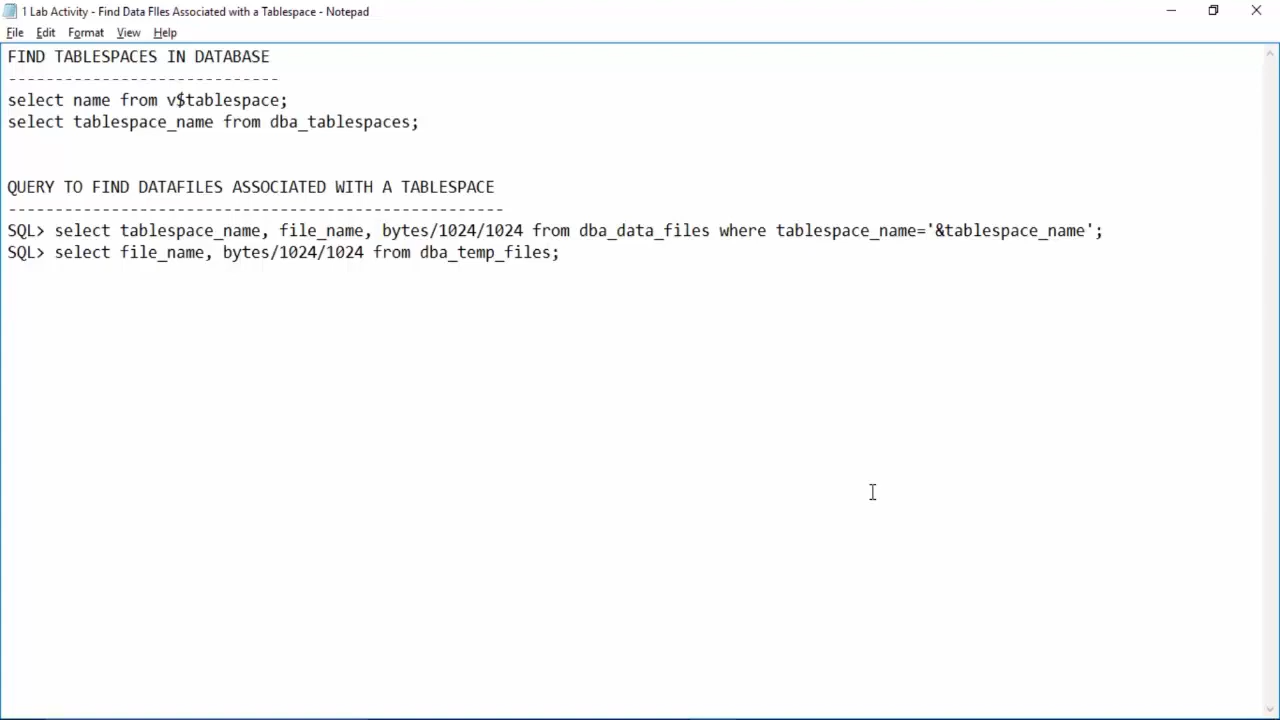 1 Lab Activity - Find Data FIles Associated with a Tablespace - Notepad
File Edit Format View Help
FIND TABLESPACES IN DATABASE
-----------------------------
select name from v$tablespace;
select tablespace_name from dba_tablespaces;
QUERY TO FIND DATAFILES ASSOCIATED WITH A TABLESPACE
-----------------------------------------------------
SQL> select tablespace_name, file_name, bytes/1024/1024 from dba_data_files where tablespace_name='&tablespace_name';
SQL> select file_name, bytes/1024/1024 from dba_temp_files;